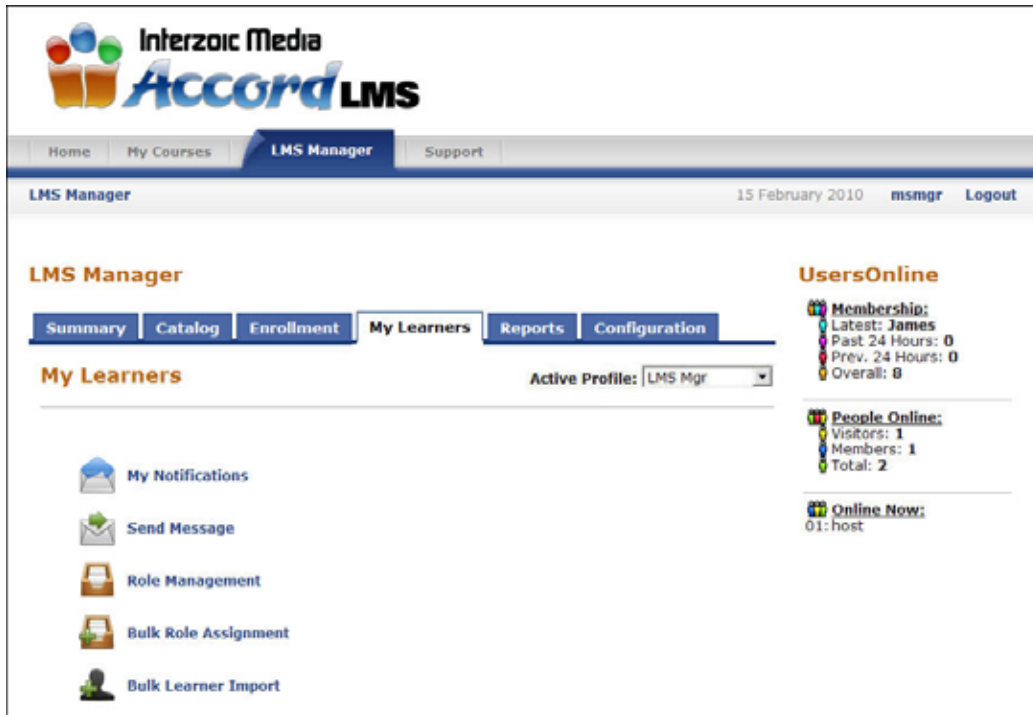 Interzoic Media
Accord LMS
Home My Courses LMS Manager Support
LMS Manager 15 February 2010 msmgr Logout
LMS Manager
Summary Catalog Enrollment My Learners Reports Configuration
My Learners Active Profile: LMS Mgr
My Notifications
Send Message
Role Management
Bulk Role Assignment
Bulk Learner Import
UsersOnline
Membership:
Latest: James
Past 24 Hours: 0
Prev. 24 Hours: 0
Overall: 8
People Online:
Visitors: 1
Members: 1
Total: 2
Online Now:
01: host